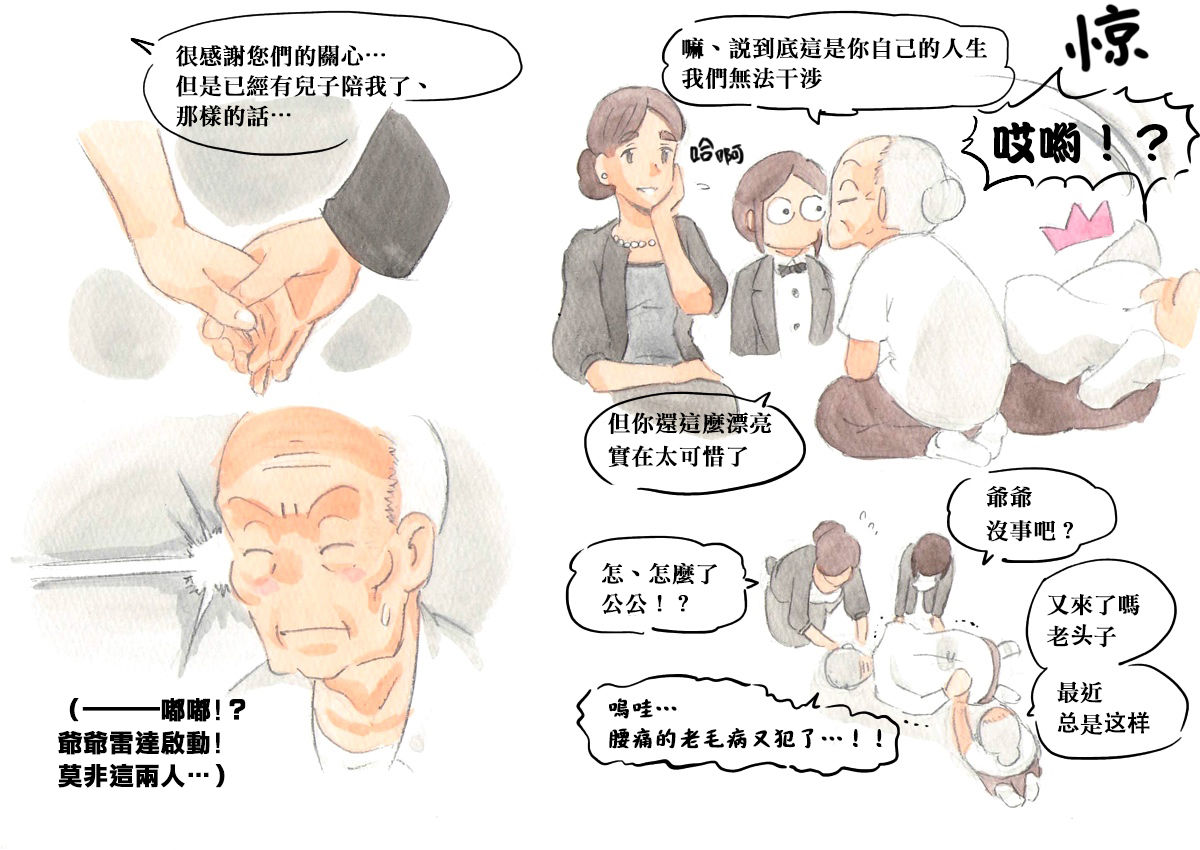 很感謝您們的關心…
但是已經有兒子陪我了、
那樣的話…
（———嘟嘟!？
爺爺雷達啟動!
莫非這兩人…）
嘛、説到底這是你自己的人生
我們無法干涉
哈啊
惊
哎喲！？
但你還這麼漂亮
實在太可惜了
爺爺
沒事吧？
怎、怎麼了
公公！？
又來了嗎
老头子
最近
总是这样
嗚哇…
腰痛的老毛病又犯了…！！